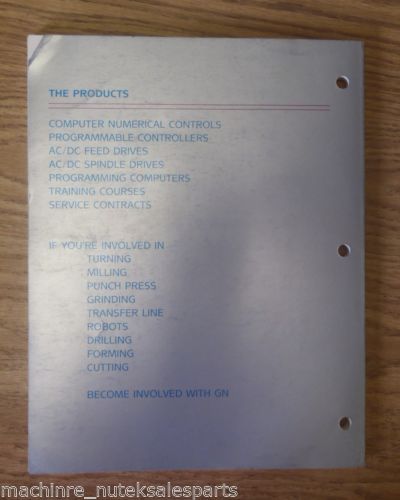 THE PRODUCTS
COMPUTER NUMERICAL CONTROLS
PROGRAMMABLE CONTROLLERS
AC/DC FEED DRIVES
AC/DC SPINDLE DRIVES
PROGRAMMING COMPUTERS
TRAINING COURSES
SERVICE CONTRACTS
IF YOU'RE INVOLVED IN
TURNING
MILLING
PUNCH PRESS
GRINDING
TRANSFER LINE
ROBOTS
DRILLING
FORMING
CUTTING
BECOME INVOLVED WITH GN
machinre_nuteksalesparts